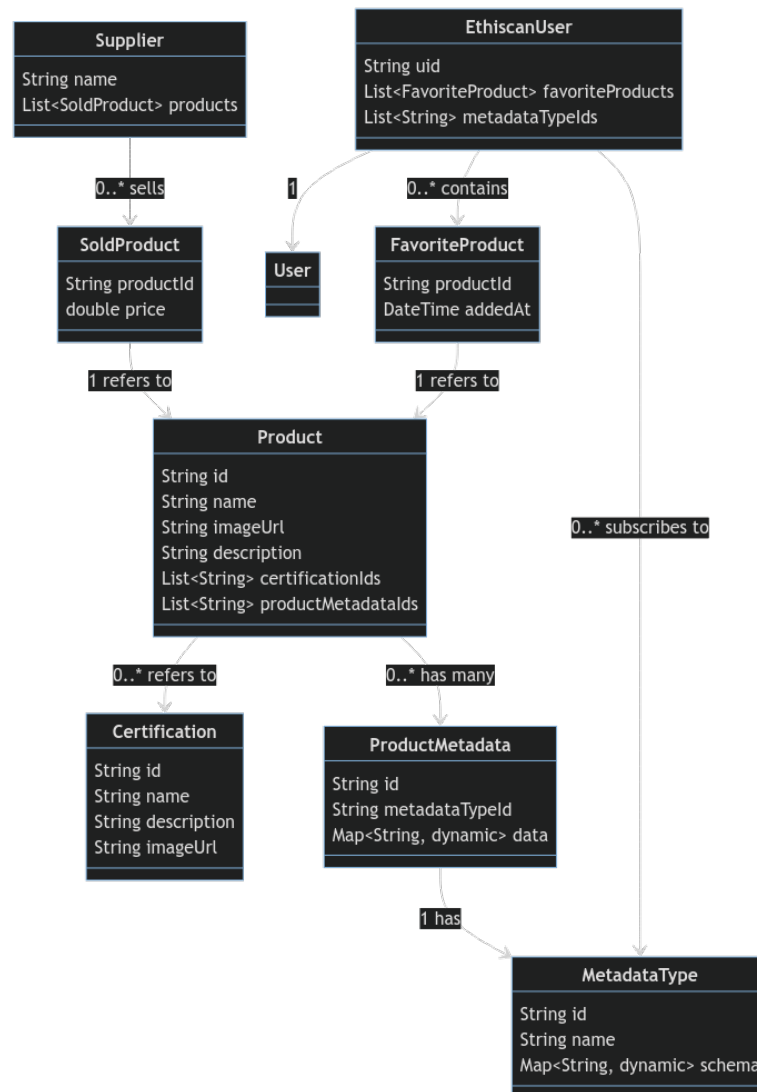 Supplier
String name
List<SoldProduct> products
EthiscanUser
String uid
List<FavoriteProduct> favoriteProducts
List<String> metadataTypeIds
0..* sells
1
0..* contains
SoldProduct
String productId
double price
User
FavoriteProduct
String productId
DateTime addedAt
1 refers to
1 refers to
Product
String id
String name
String imageUrl
String description
List<String> certificationIds
List<String> productMetadataIds
0..* subscribes to
0..* refers to
0..* has many
Certification
String id
String name
String description
String imageUrl
ProductMetadata
String id
String metadataTypeId
Map<String, dynamic> data
1 has
MetadataType
String id
String name
Map<String, dynamic> schema